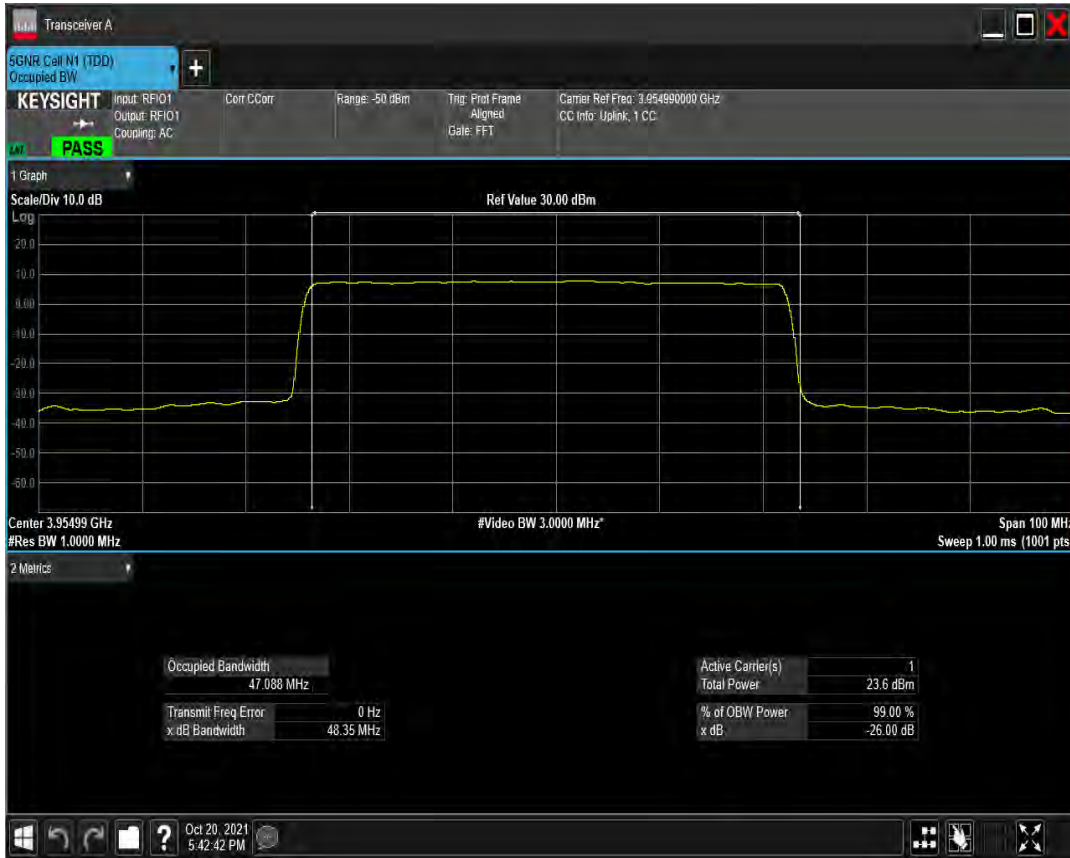 Transceiver A
5GNR Cell N1 (TDD)
Occupied BW
+
KEYSIGHT
Input: RFIO1
Output: RFIO1
Coupling: AC
Corr CCorr
Range: -50 dBm
Trig: Prot Frame
Aligned
Gate: FFT
Carrier Ref Freq: 3.954990000 GHz
CC Info: Uplink, 1 CC
PASS
1 Graph
Scale/Div 10.0 dB
Ref Value 30.00 dBm
Log
20.0
10.0
0.00
-10.0
-20.0
-30.0
-40.0
-50.0
-60.0
Center 3.95499 GHz
#Video BW 3.0000 MHz*
Span 100 MHz
#Res BW 1.0000 MHz
Sweep 1.00 ms (1001 pts
2 Metrics
Occupied Bandwidth
47.088 MHz
Transmit Freq Error 0 Hz
x dB Bandwidth 48.35 MHz
Active Carrier(s) 1
Total Power 23.6 dBm
% of OBW Power 99.00 %
x dB -26.00 dB
?
Oct 20, 2021
5:42:42 PM